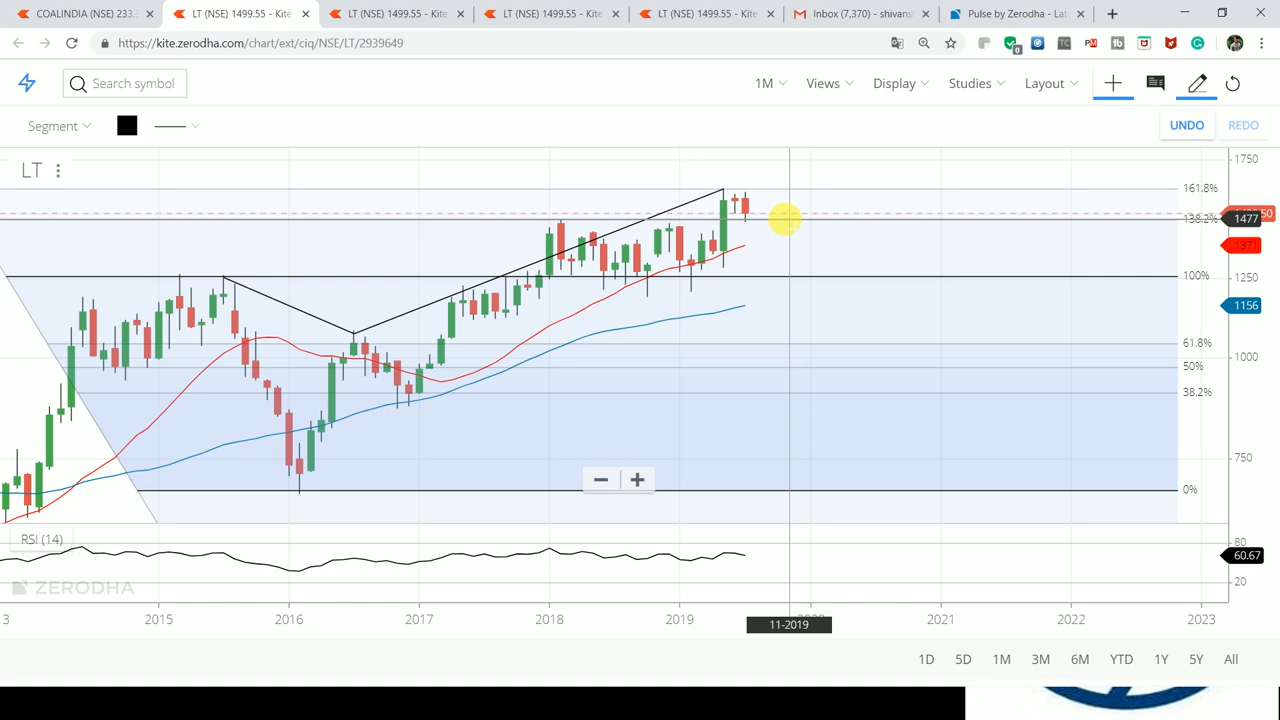 COALINDIA (NSE) 233.
LT (NSE) 1499.55 - Kite
LT (NSE) 1499.55 - Kite
LT (NSE) 1499.55 - Kite
LT (NSE) 1499.55 - Kite
Inbox (7,370) - shivans
Pulse by Zerodha - Lat
https://kite.zerodha.com/chart/ext/ciq/NSE/LT/2939649
Search symbol
1M Views Display Studies Layout
Segment
UNDO REDO
LT
1750
161.8%
138.2%
1477
1371
100%
1250
1156
61.8%
1000
50%
38.2%
750
0%
RSI (14)
80
60.67
20
ZERODHA
3 2015 2016 2017 2018 2019 2020 2021 2022 2023
11-2019
1D 5D 1M 3M 6M YTD 1Y 5Y All